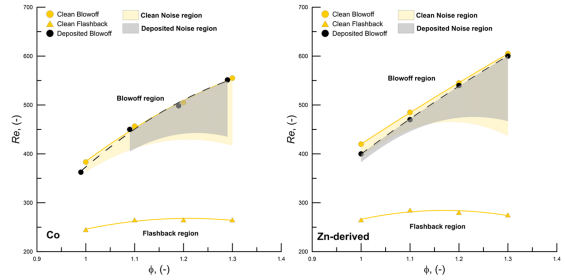 Clean Blowoff
Clean Flashback
Deposited Blowoff
Clean Noise region
Deposited Noise region
Clean Blowoff
Clean Flashback
Deposited Blowoff
Clean Noise region
Deposited Noise region
700
600
500
400
300
200
Re, (-)
Blowoff region
Co
Flashback region
0.9
1
1.1
1.2
1.3
1.4
ϕ, (-)
700
600
500
400
300
200
Re, (-)
Blowoff region
Zn-derived
Flashback region
0.9
1
1.1
1.2
1.3
1.4
ϕ, (-)